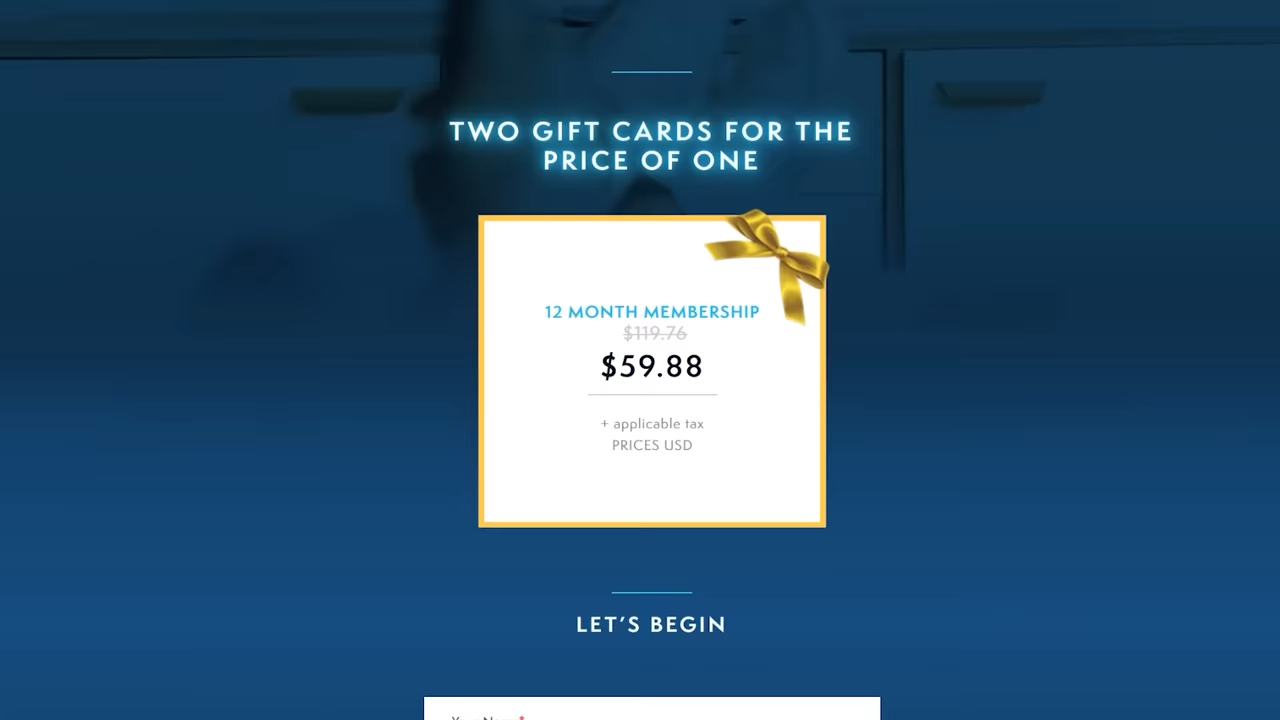 TWO GIFT CARDS FOR THE
PRICE OF ONE
12 MONTH MEMBERSHIP
$119.76
$59.88
+ applicable tax
PRICES USD
LET'S BEGIN